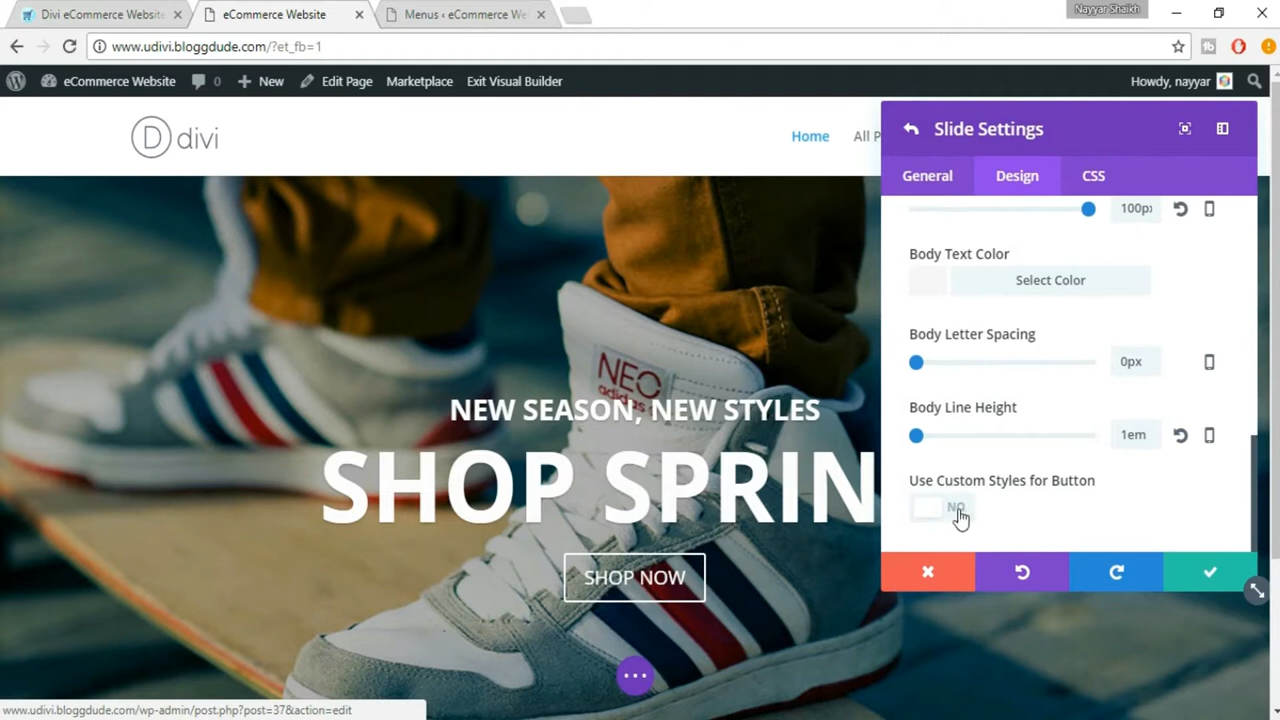 Divi eCommerce Website
eCommerce Website
Menus ‹ eCommerce We
Nayyar Shaikh
www.udivi.bloggdude.com/?et_fb=1
eCommerce Website
0
New
Edit Page
Marketplace
Exit Visual Builder
Howdy, nayyar
D divi
Home
All P
Slide Settings
General
Design
CSS
100px
Body Text Color
Select Color
Body Letter Spacing
0px
Body Line Height
1em
Use Custom Styles for Button
NO
NEO
adidas
NEW SEASON, NEW STYLES
SHOP SPRIN
SHOP NOW
www.udivi.bloggdude.com/wp-admin/post.php?post=37&action=edit